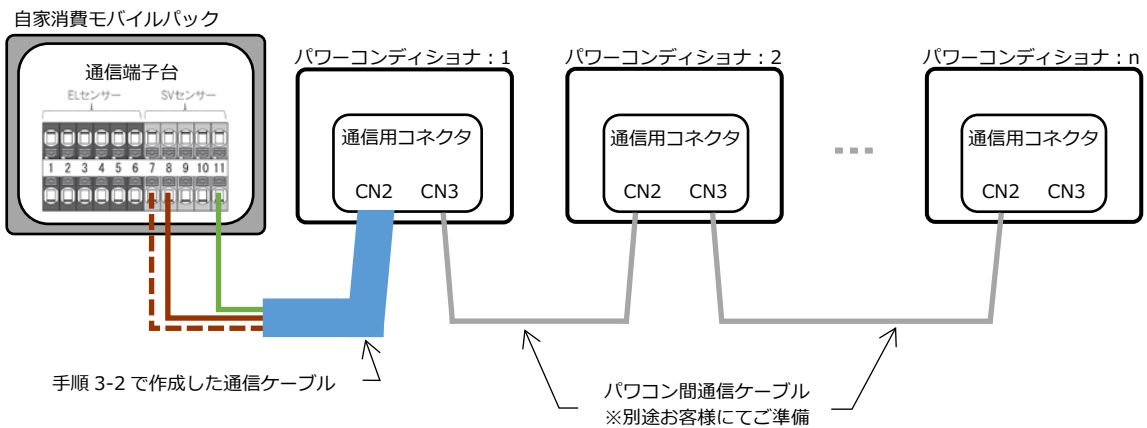 自家消費モバイルパック
通信端子台
ELセンサー
SVセンサー
1 2 3 4 5 6 7 8 9 10 11
パワーコンディショナ：1
通信用コネクタ
CN2 CN3
パワーコンディショナ：2
通信用コネクタ
CN2 CN3
パワーコンディショナ：n
通信用コネクタ
CN2 CN3
手順 3-2 で作成した通信ケーブル
パワコン間通信ケーブル
※別途お客様にてご準備